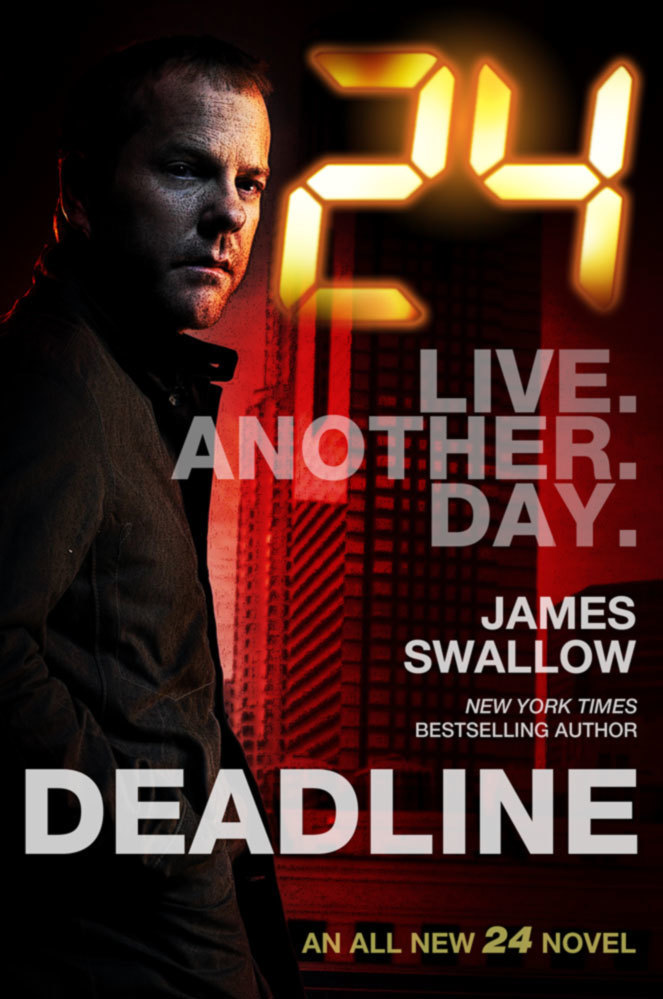 24
LIVE.
ANOTHER.
DAY.
JAMES
SWALLOW
NEW YORK TIMES
BESTSELLING AUTHOR
DEADLINE
AN ALL NEW 24 NOVEL